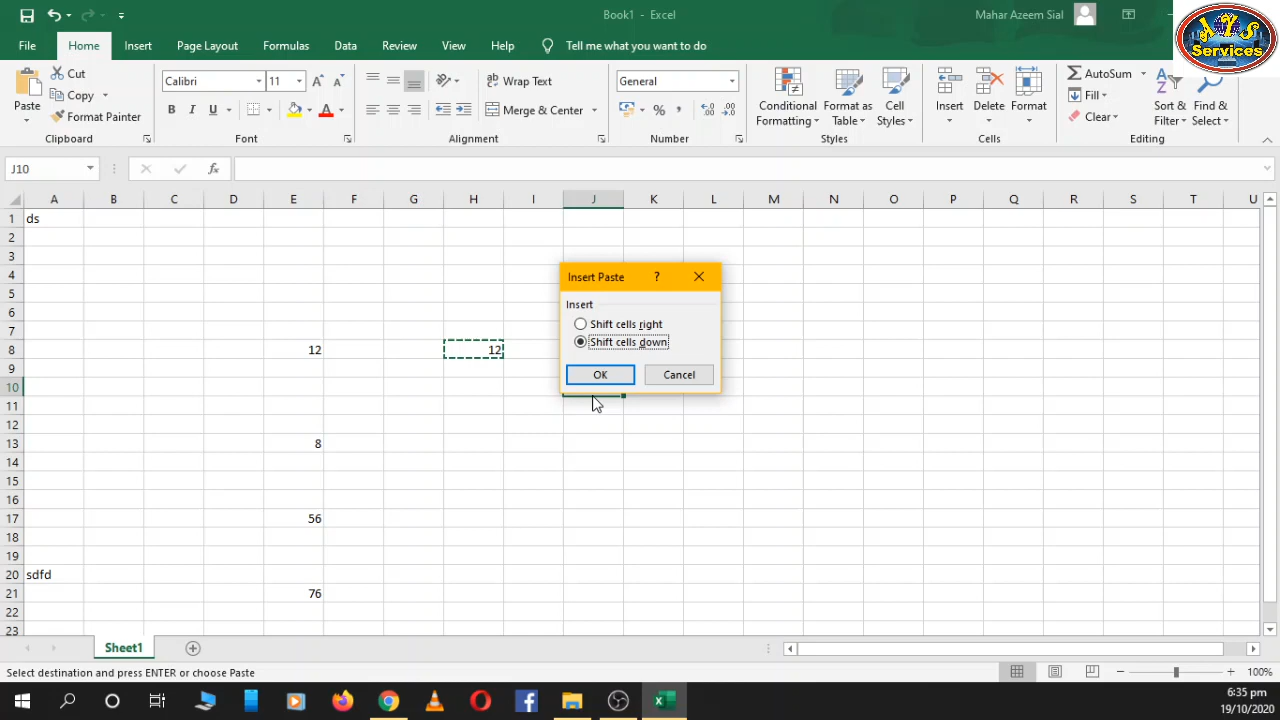 Book1 - Excel
Mahar Azeem Sial
AYS
Services
File Home Insert Page Layout Formulas Data Review View Help Tell me what you want to do
Paste
Cut
Copy
Format Painter
Clipboard
Calibri 11
B I U
Font
Wrap Text
Merge & Center
Alignment
General
% ,
Number
Conditional Formatting
Format as Table
Cell Styles
Styles
Insert Delete Format
Cells
AutoSum
Fill
Clear
Sort & Filter
Find & Select
Editing
J10 fx
A B C D E F G H I J K L M N O P Q R S T U
1 ds
2
3
4
5
6
7
8 12 12
9
10
11
12
13 8
14
15
16
17 56
18
19
20 sdfd
21 76
22
23
Insert Paste ?
Insert
Shift cells right
Shift cells down
OK Cancel
Sheet1
Select destination and press ENTER or choose Paste
100%
6:35 pm
19/10/2020